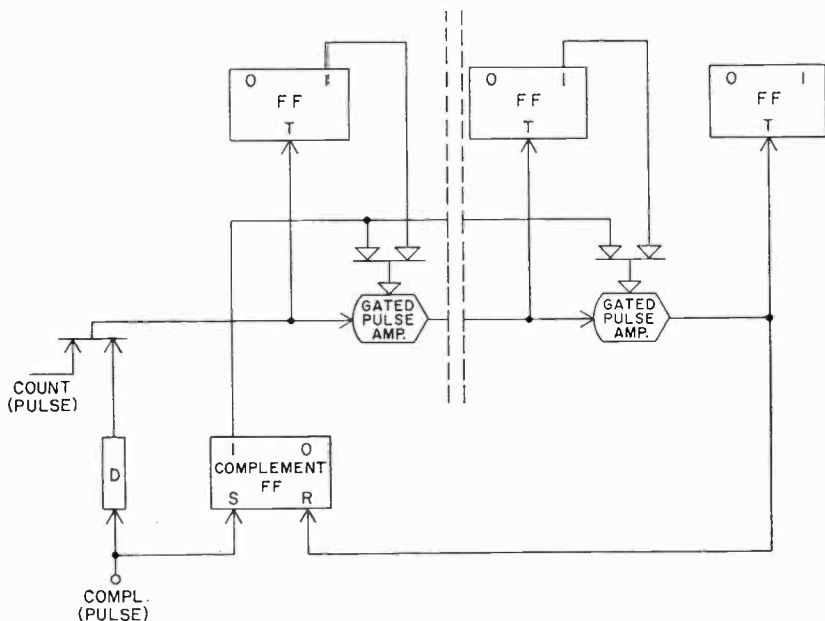 O I
FF
T
O I
FF
T
O I
FF
T
GATED
PULSE
AMP.
GATED
PULSE
AMP.
COUNT
(PULSE)
D
I O
COMPLEMENT
FF
S R
COMPL.
(PULSE)